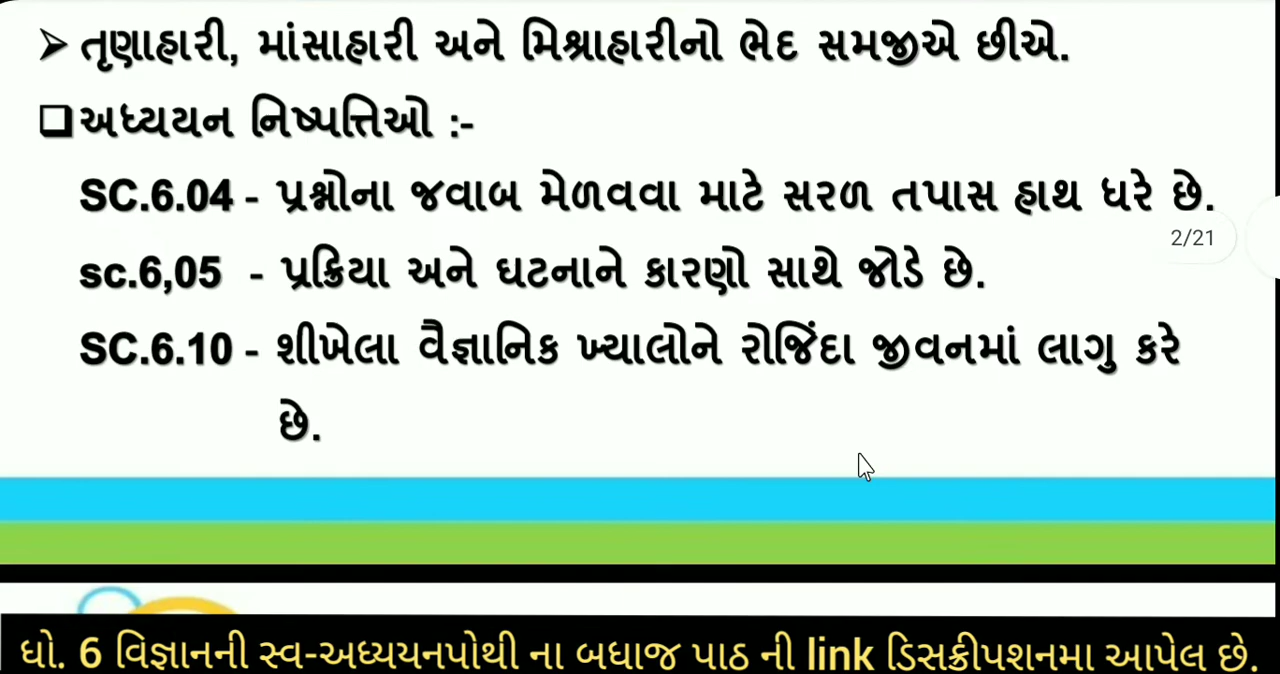 ➢ તૃણાહારી, માંસાહારી અને મિશ્રાહારીનો ભેદ સમજીએ છીએ.
❑અધ્યયન નિષ્પત્તિઓ :-
SC.6.04 - પ્રશ્નોના જવાબ મેળવવા માટે સરળ તપાસ હાથ ધરે છે.
2/21
sc.6,05 - પ્રક્રિયા અને ઘટનાને કારણો સાથે જોડે છે.
SC.6.10 - શીખેલા વૈજ્ઞાનિક ખ્યાલોને રોજિંદા જીવનમાં લાગુ કરે
છે.
ધો. 6 વિજ્ઞાનની સ્વ-અધ્યયનપોથી ના બધાજ પાઠ ની link ડિસક્રીપશનમા આપેલ છે.